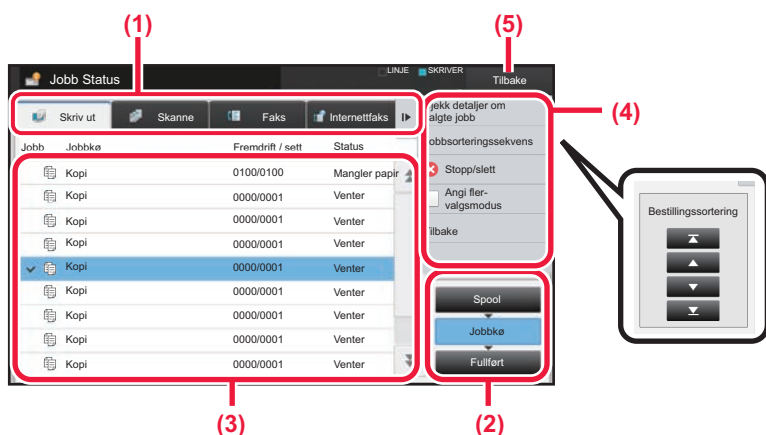 (1)
(5)
Jobb Status
LINJE
SKRIVER
Tilbake
Skriv ut
Skanne
Faks
Internettfaks
jekk detaljer om
algte jobb
(4)
Jobb
Jobbkø
Fremdrift / sett
Status
obbsorteringssekvens
Kopi
0100/0100
Mangler papir
Stopp/slett
Kopi
0000/0001
Venter
Angi fler-
valgsmodus
Kopi
0000/0001
Venter
ilbake
Kopi
0000/0001
Venter
Kopi
0000/0001
Venter
Kopi
0000/0001
Venter
Kopi
0000/0001
Venter
Kopi
0000/0001
Venter
Kopi
0000/0001
Venter
Spool
Jobbkø
Fullført
Bestillingssortering
(3)
(2)